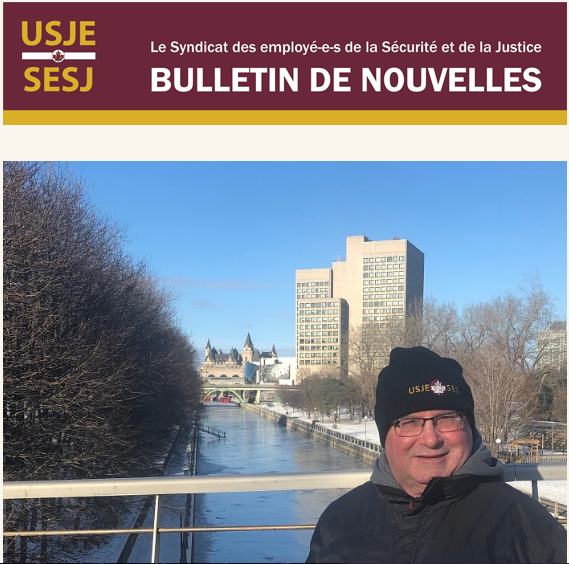 USJE
SESJ
Le Syndicat des employé-e-s de la Sécurité et de la Justice
BULLETIN DE NOUVELLES
USJE SESJ